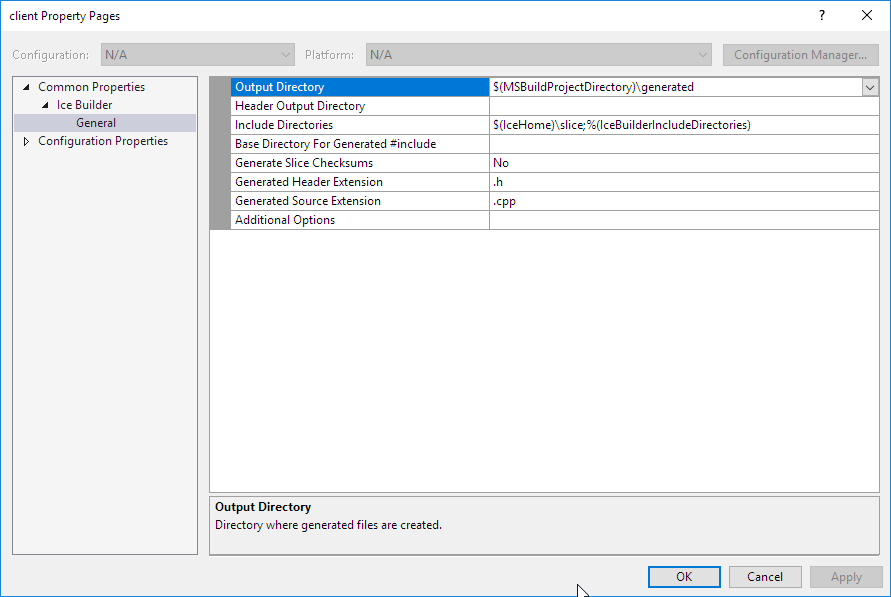 client Property Pages ?
Configuration: N/A Platform: N/A Configuration Manager...
Common Properties
Ice Builder
General
Configuration Properties
Output Directory $(MSBuildProjectDirectory)\generated
Header Output Directory
Include Directories $(IceHome)\slice;%(IceBuilderIncludeDirectories)
Base Directory For Generated #include
Generate Slice Checksums No
Generated Header Extension .h
Generated Source Extension .cpp
Additional Options
Output Directory
Directory where generated files are created.
OK Cancel Apply